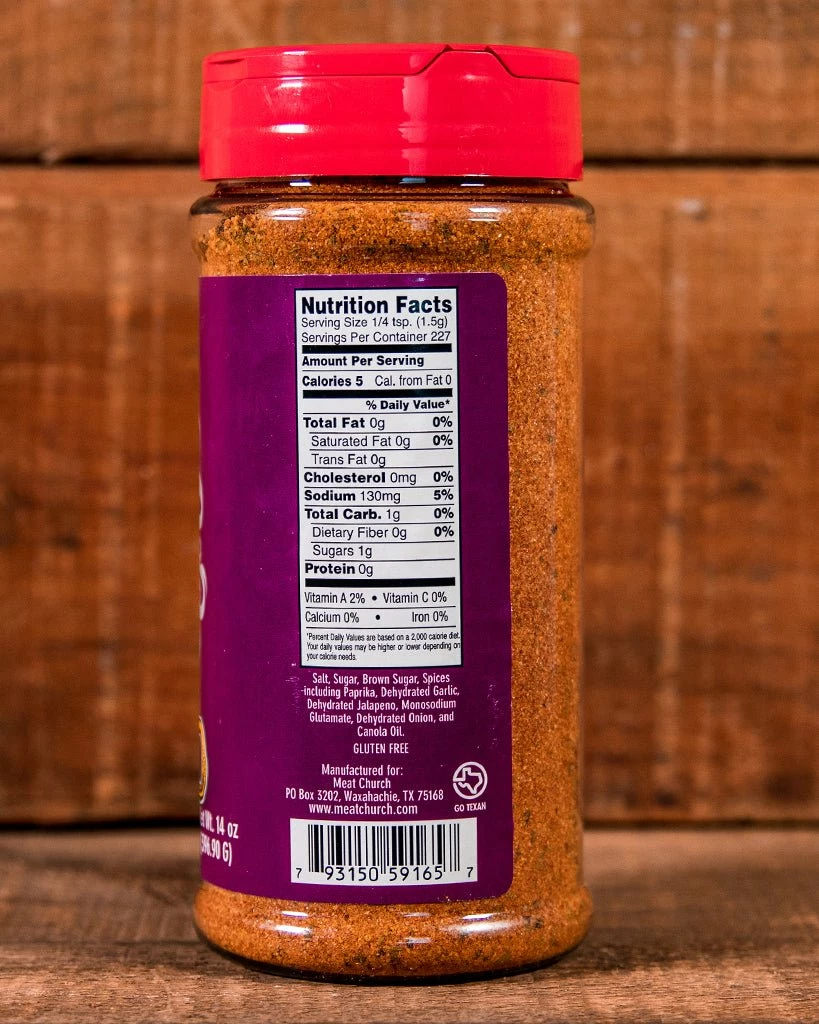 Nutrition Facts
Serving Size 1/4 tsp. (1.5g)
Servings Per Container 227
Amount Per Serving
Calories 5 Cal. from Fat 0
% Daily Value*
Total Fat 0g 0%
Saturated Fat 0g 0%
Trans Fat 0g
Cholesterol 0mg 0%
Sodium 130mg 5%
Total Carb. 1g 0%
Dietary Fiber 0g 0%
Sugars 1g
Protein 0g
Vitamin A 2% • Vitamin C 0%
Calcium 0% • Iron 0%
*Percent Daily Values are based on a 2,000 calorie diet.
Your daily values may be higher or lower depending on
your calorie needs.
Salt, Sugar, Brown Sugar, Spices
including Paprika, Dehydrated Garlic,
Dehydrated Jalapeno, Monosodium
Glutamate, Dehydrated Onion, and
Canola Oil.
GLUTEN FREE
Manufactured for:
Meat Church
PO Box 3202, Waxahachie, TX 75168
www.meatchurch.com
GO TEXAN
Wt. 14 oz
7 93150 59165 7